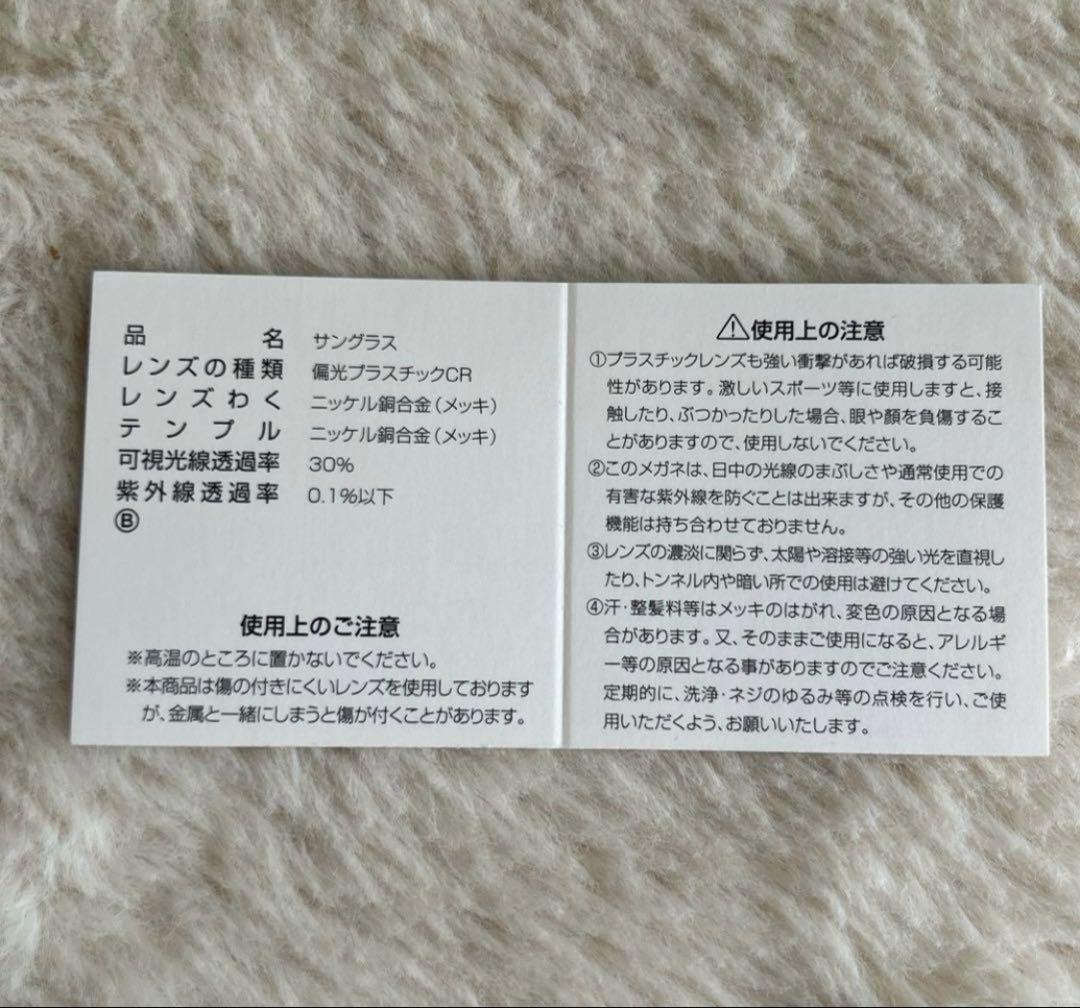 品名 サングラス
レンズの種類 偏光プラスチックCR
レンズわく ニッケル銅合金(メッキ)
テンプル ニッケル銅合金(メッキ)
可視光線透過率 30%
紫外線透過率 0.1%以下
Ⓑ
使用上のご注意
※高温のところに置かないでください。
※本商品は傷の付きにくいレンズを使用しております
が、金属と一緒にしまうと傷が付くことがあります。
⚠使用上の注意
①プラスチックレンズも強い衝撃があれば破損する可能
性があります。激しいスポーツ等に使用しますと、接
触したり、ぶつかったりした場合、眼や顔を負傷するこ
とがありますので、使用しないでください。
②このメガネは、日中の光線のまぶしさや通常使用での
有害な紫外線を防ぐことは出来ますが、その他の保護
機能は持ち合わせておりません。
③レンズの濃淡に関らず、太陽や溶接等の強い光を直視し
たり、トンネル内や暗い所での使用は避けてください。
④汗・整髪料等はメッキのはがれ、変色の原因となる場
合があります。又、そのままご使用になると、アレルギ
ー等の原因となる事がありますのでご注意ください。
定期的に、洗浄・ネジのゆるみ等の点検を行い、ご使
用いただくよう、お願いいたします。